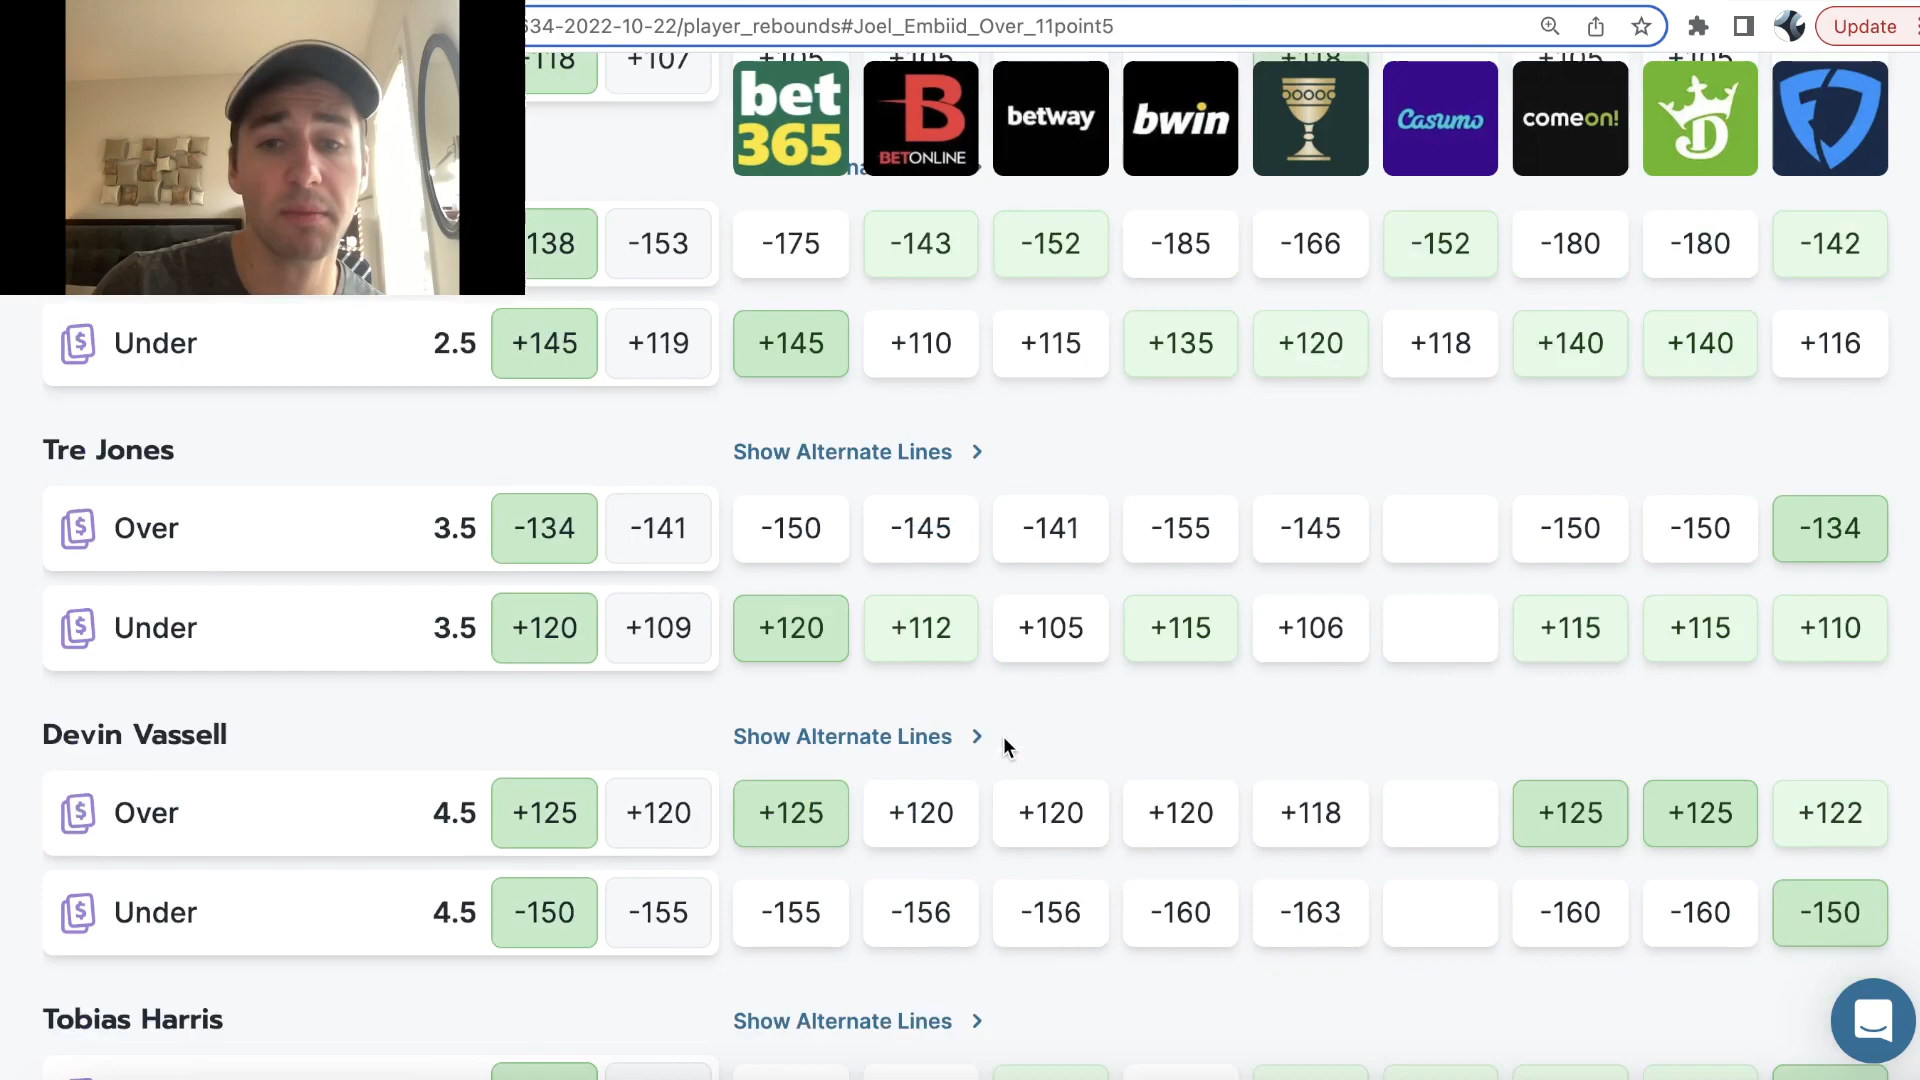 634-2022-10-22/player_rebounds#Joel_Embiid_Over_11point5
Update
+107
bet365
B BETONLINE
betway
bwin
Casumo
comeon!
-153 -175 -143 -152 -185 -166 -152 -180 -180 -142
Under 2.5 +145 +119 +145 +110 +115 +135 +120 +118 +140 +140 +116
Tre Jones Show Alternate Lines
Over 3.5 -134 -141 -150 -145 -141 -155 -145 -150 -150 -134
Under 3.5 +120 +109 +120 +112 +105 +115 +106 +115 +115 +110
Devin Vassell Show Alternate Lines
Over 4.5 +125 +120 +125 +120 +120 +120 +118 +125 +125 +122
Under 4.5 -150 -155 -155 -156 -156 -160 -163 -160 -160 -150
Tobias Harris Show Alternate Lines